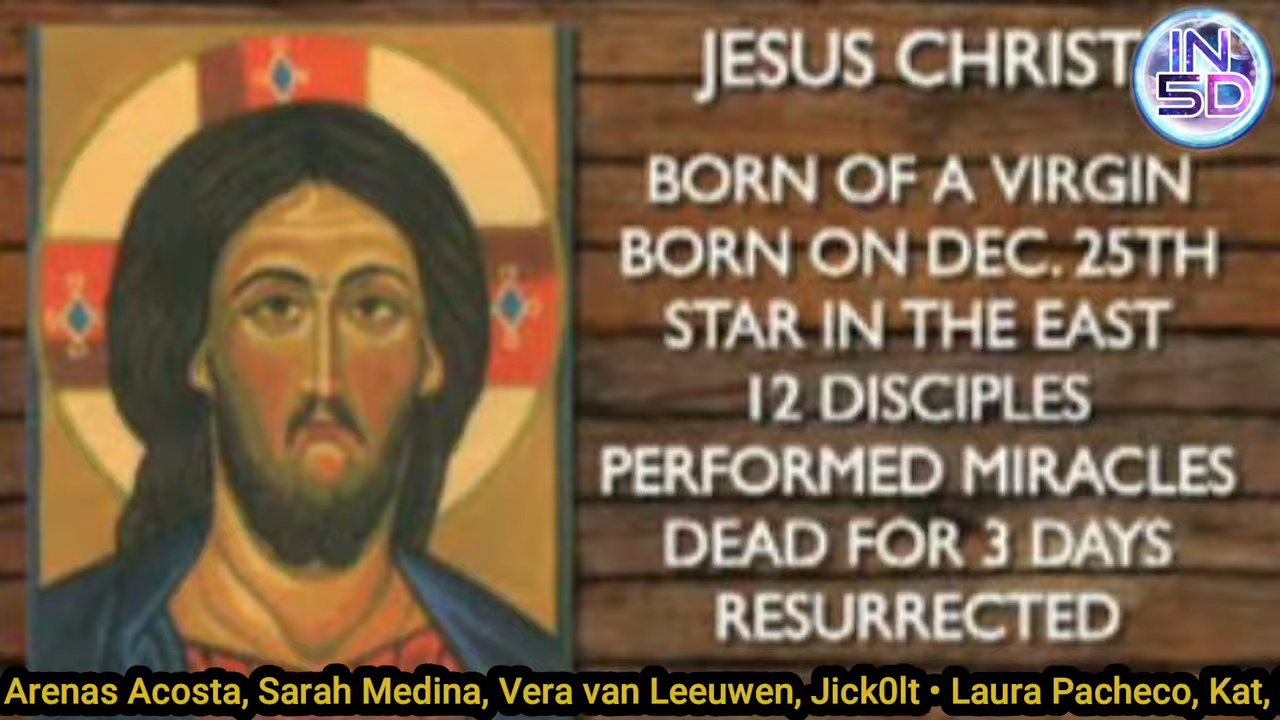 JESUS CHRIST
IN
5D
BORN OF A VIRGIN
BORN ON DEC. 25TH
STAR IN THE EAST
12 DISCIPLES
PERFORMED MIRACLES
DEAD FOR 3 DAYS
RESURRECTED
Arenas Acosta, Sarah Medina, Vera van Leeuwen, Jick0lt • Laura Pacheco, Kat,